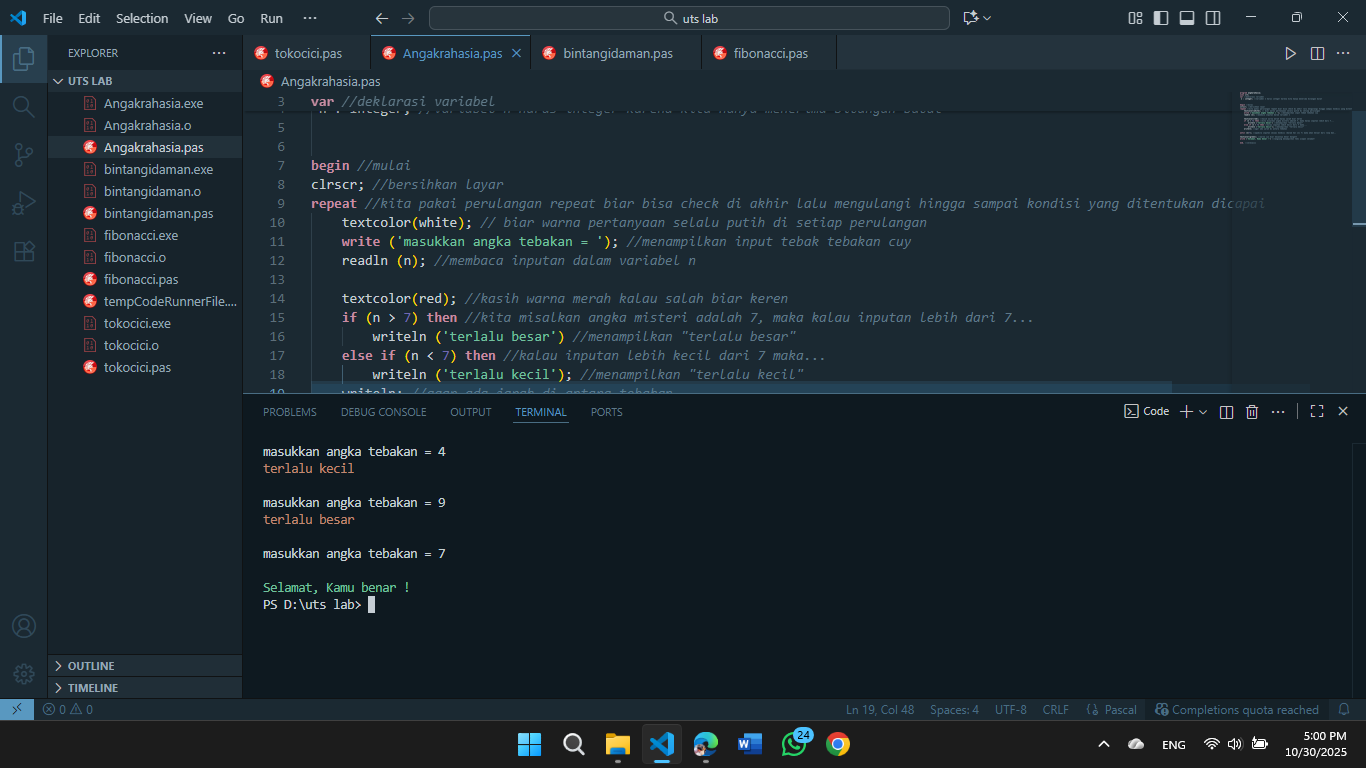 File Edit Selection View Go Run ··· uts lab
EXPLORER ···
UTS LAB
Angakrahasia.exe
Angakrahasia.o
Angakrahasia.pas
bintangidaman.exe
bintangidaman.o
bintangidaman.pas
fibonacci.exe
fibonacci.o
fibonacci.pas
tempCodeRunnerFile....
tokocici.exe
tokocici.o
tokocici.pas
OUTLINE
TIMELINE
tokocici.pas Angakrahasia.pas bintangidaman.pas fibonacci.pas
Angakrahasia.pas
3 var //deklarasi variabel
5
6
7 begin //mulai
8 clrscr; //bersihkan layar
9 repeat //kita pakai perulangan repeat biar bisa check di akhir lalu mengulangi hingga sampai kondisi yang ditentukan dicapai
10 textcolor(white); // biar warna pertanyaan selalu putih di setiap perulangan
11 write ('masukkan angka tebakan = '); //menampilkan input tebak tebakan cuy
12 readln (n); //membaca inputan dalam variabel n
13
14 textcolor(red); //kasih warna merah kalau salah biar keren
15 if (n > 7) then //kita misalkan angka misteri adalah 7, maka kalau inputan lebih dari 7...
16 writeln ('terlalu besar') //menampilkan "terlalu besar"
17 else if (n < 7) then //kalau inputan lebih kecil dari 7 maka...
18 writeln ('terlalu kecil'); //menampilkan "terlalu kecil"
PROBLEMS DEBUG CONSOLE OUTPUT TERMINAL PORTS Code
masukkan angka tebakan = 4
terlalu kecil
masukkan angka tebakan = 9
terlalu besar
masukkan angka tebakan = 7
Selamat, Kamu benar !
PS D:\uts lab>
0 0 Ln 19, Col 48 Spaces: 4 UTF-8 CRLF Pascal Completions quota reached
24 ENG 5:00 PM
10/30/2025